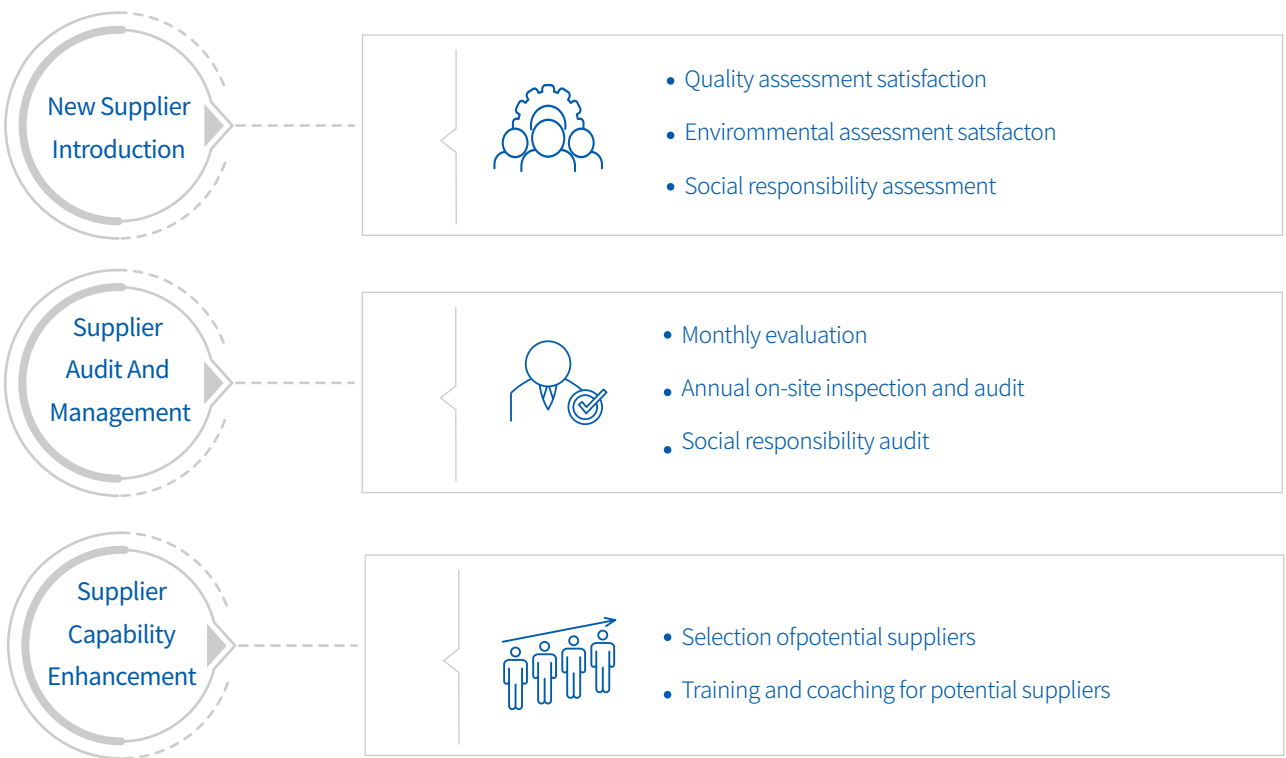 New Supplier
Introduction
• Quality assessment satisfaction
• Envirommental assessment satsfacton
• Social responsibility assessment
Supplier
Audit And
Management
• Monthly evaluation
• Annual on-site inspection and audit
• Social responsibility audit
Supplier
Capability
Enhancement
• Selection ofpotential suppliers
• Training and coaching for potential suppliers